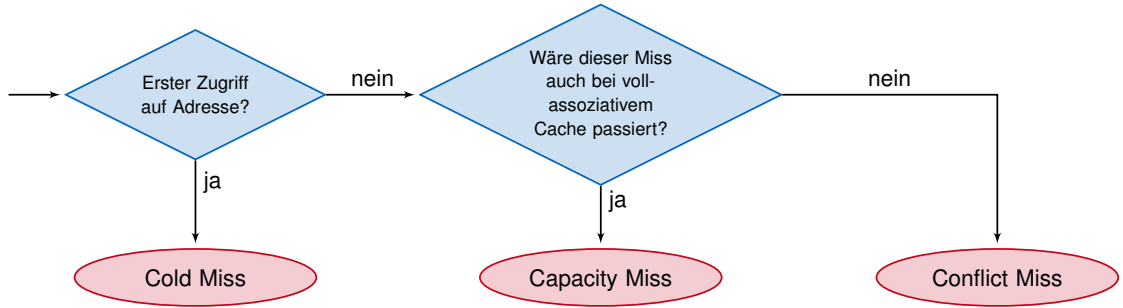 Erster Zugriff
auf Adresse?
nein
Wäre dieser Miss
auch bei voll-
assoziativem
Cache passiert?
nein
ja
ja
Cold Miss
Capacity Miss
Conflict Miss